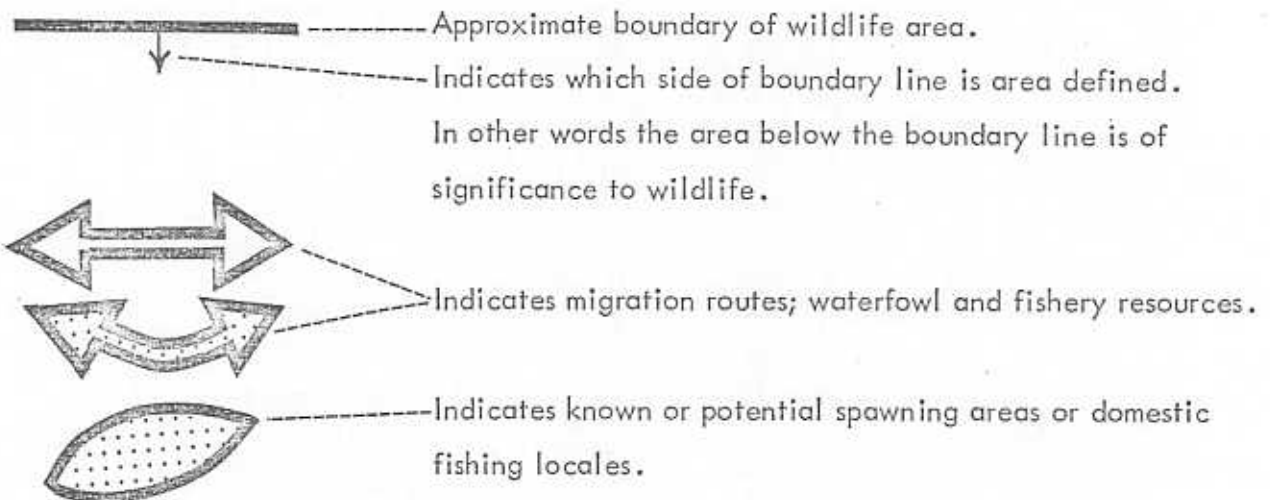 Approximate boundary of wildlife area.
Indicates which side of boundary line is area defined.
In other words the area below the boundary line is of
significance to wildlife.
Indicates migration routes; waterfowl and fishery resources.
Indicates known or potential spawning areas or domestic
fishing locales.